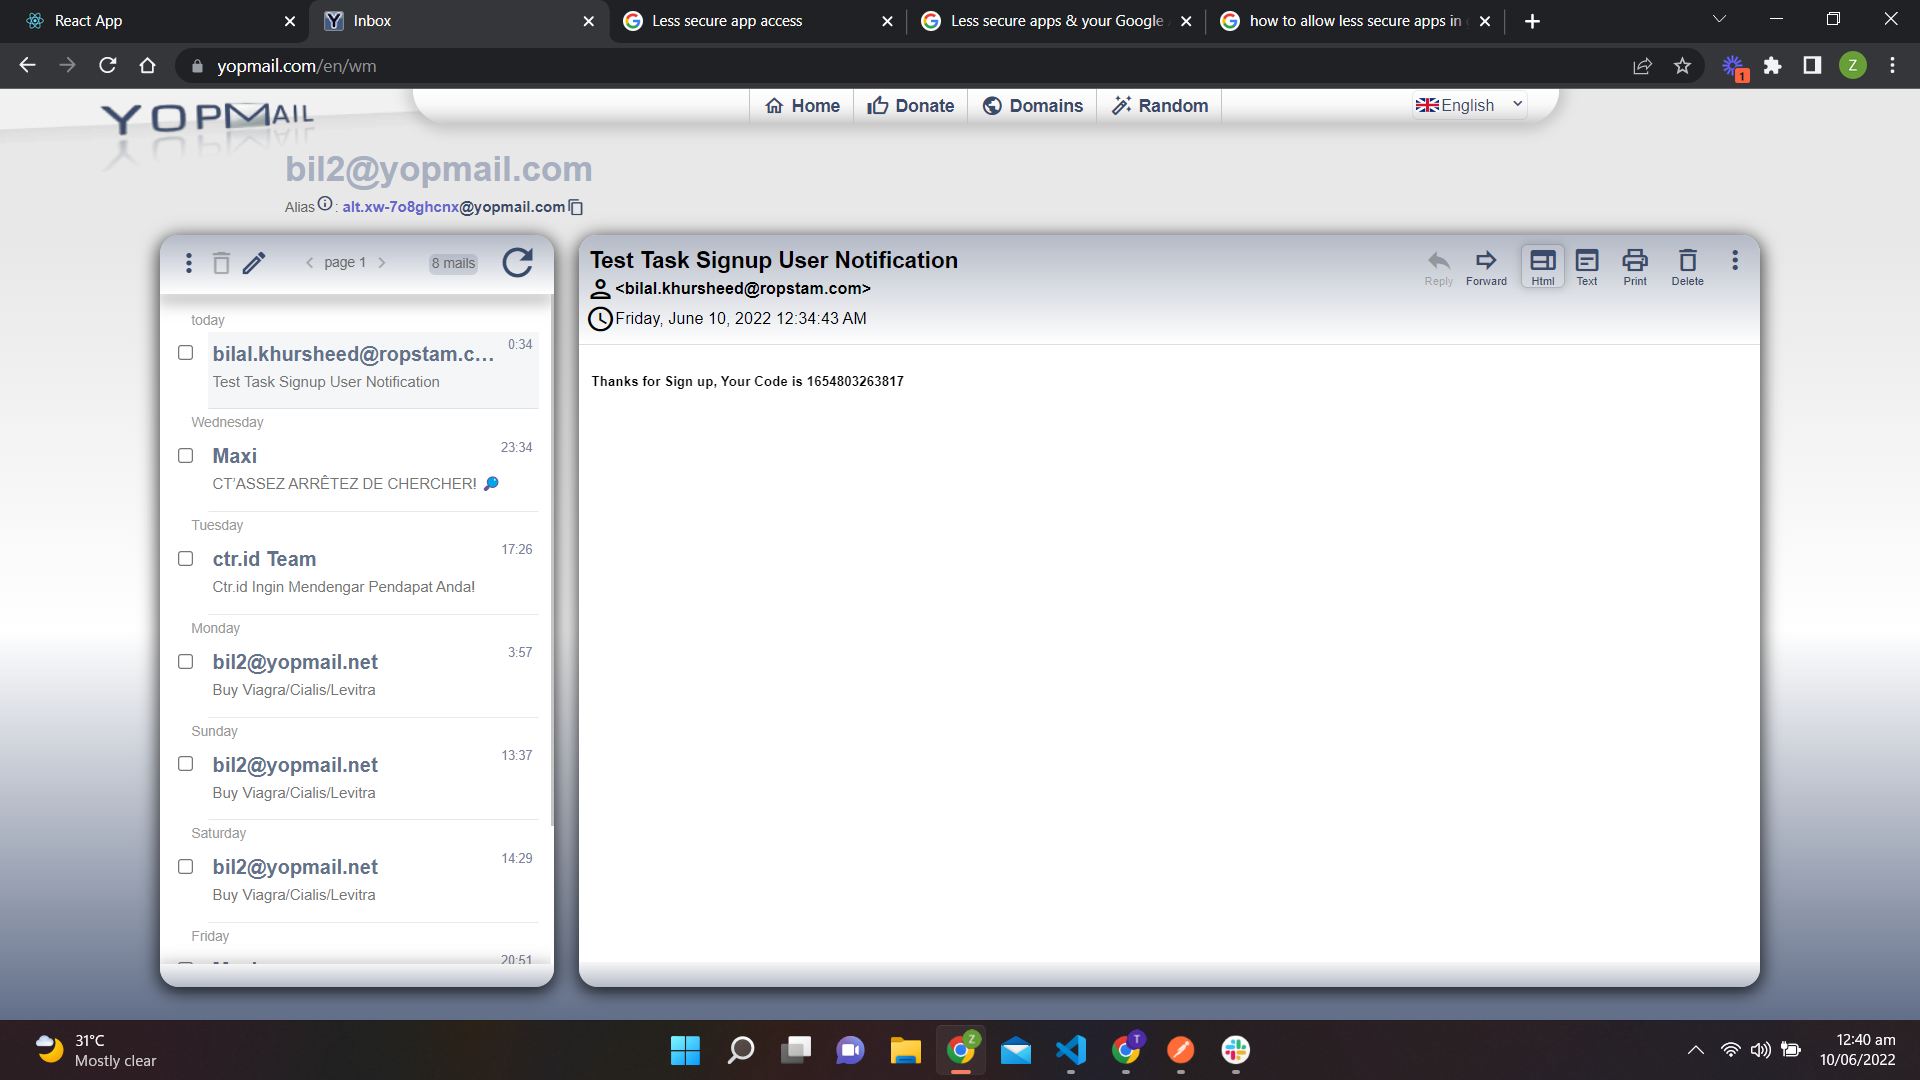 React App
Inbox
Less secure app access
Less secure apps & your Google
how to allow less secure apps in
yopmail.com/en/wm
1
Z
YOPMAIL
Home
Donate
Domains
Random
English
bil2@yopmail.com
Alias : alt.xw-7o8ghcnx@yopmail.com
page 1
8 mails
today
bilal.khursheed@ropstam.c...
0:34
Test Task Signup User Notification
Wednesday
Maxi
23:34
CT'ASSEZ ARRÊTEZ DE CHERCHER!
Tuesday
ctr.id Team
17:26
Ctr.id Ingin Mendengar Pendapat Anda!
Monday
bil2@yopmail.net
3:57
Buy Viagra/Cialis/Levitra
Sunday
bil2@yopmail.net
13:37
Buy Viagra/Cialis/Levitra
Saturday
bil2@yopmail.net
14:29
Buy Viagra/Cialis/Levitra
Friday
20:51
Test Task Signup User Notification
<bilal.khursheed@ropstam.com>
Friday, June 10, 2022 12:34:43 AM
Reply
Forward
Html
Text
Print
Delete
Thanks for Sign up, Your Code is 1654803263817
31°C
Mostly clear
Z
T
12:40 am
10/06/2022